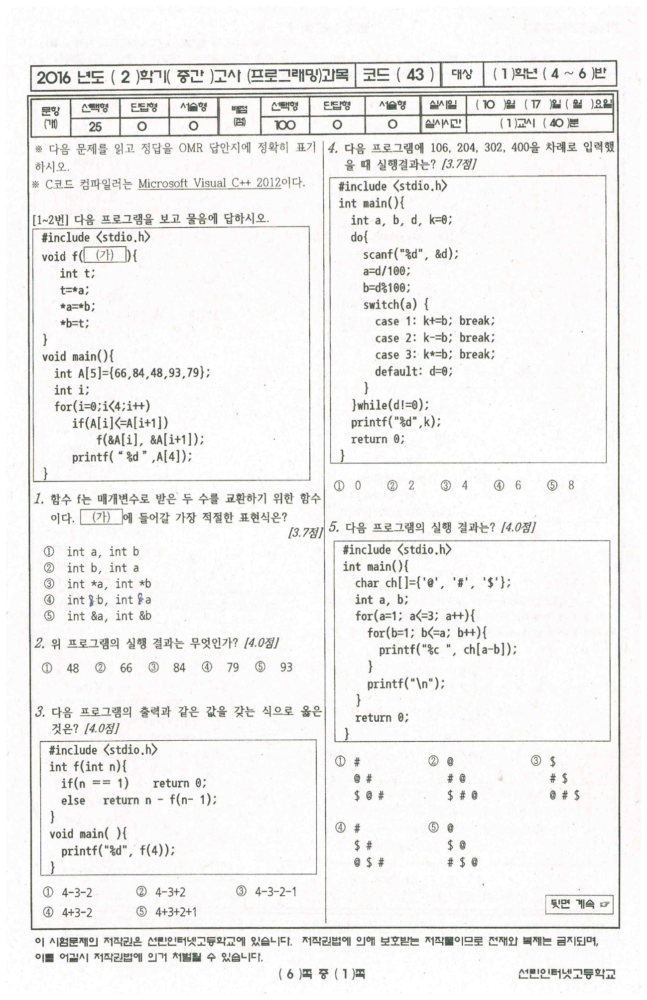 2016 년도 ( 2 )학기( 중간 )고사 (프로그래밍)과목 코드 ( 43 ) 대상 ( 1 )학년 ( 4 ~ 6 )반
문항 (개) 선택형 단답형 서술형 배점 (점) 선택형 단답형 서술형 실시일 ( 10 )월 ( 17 )일 ( 월 )요일
25 0 0 100 0 0 실시시간 ( 1 )교시 ( 40 )분
※ 다음 문제를 읽고 정답을 OMR 답안지에 정확히 표기
하시오.
※ C코드 컴파일러는 Microsoft Visual C++ 2012이다.
[1~2번] 다음 프로그램을 보고 물음에 답하시오.
#include <stdio.h>
void f( (가) ){
int t;
t=*a;
*a=*b;
*b=t;
}
void main(){
int A[5]={66,84,48,93,79};
int i;
for(i=0;i<4;i++)
if(A[i]<=A[i+1])
f(&A[i], &A[i+1]);
printf( “ %d ” ,A[4]);
}
1. 함수 f는 매개변수로 받은 두 수를 교환하기 위한 함수
이다. (가) 에 들어갈 가장 적절한 표현식은?
[3.7점]
① int a, int b
② int b, int a
③ int *a, int *b
④ int & b, int & a
⑤ int &a, int &b
2. 위 프로그램의 실행 결과는 무엇인가? [4.0점]
① 48 ② 66 ③ 84 ④ 79 ⑤ 93
3. 다음 프로그램의 출력과 같은 값을 갖는 식으로 옳은
것은? [4.0점]
#include <stdio.h>
int f(int n){
if(n == 1) return 0;
else return n - f(n- 1);
}
void main( ){
printf("%d", f(4));
}
① 4-3-2 ② 4-3+2 ③ 4-3-2-1
④ 4+3-2 ⑤ 4+3+2+1
4. 다음 프로그램에 106, 204, 302, 400을 차례로 입력했
을 때 실행결과는? [3.7점]
#include <stdio.h>
int main(){
int a, b, d, k=0;
do{
scanf("%d", &d);
a=d/100;
b=d%100;
switch(a) {
case 1: k+=b; break;
case 2: k-=b; break;
case 3: k*=b; break;
default: d=0;
}
}while(d!=0);
printf("%d",k);
return 0;
}
① 0 ② 2 ③ 4 ④ 6 ⑤ 8
5. 다음 프로그램의 실행 결과는? [4.0점]
#include <stdio.h>
int main(){
char ch[]={'@', '#', '$'};
int a, b;
for(a=1; a<=3; a++){
for(b=1; b<=a; b++){
printf("%c ", ch[a-b]);
}
printf("\n");
}
return 0;
}
① # ② @ ③ $
@ # # @ # $
$ @ # $ # @ @ # $
④ # ⑤ @
$ # $ @
@ $ # # $ @
뒷면 계속 ☞
이 시험문제의 저작권은 선린인터넷고등학교에 있습니다. 저작권법에 의해 보호받는 저작물이므로 전재와 복제는 금지되며,
이를 어길시 저작권법에 의거 처벌될 수 있습니다.
( 6 )쪽 중 ( 1 )쪽 선린인터넷고등학교